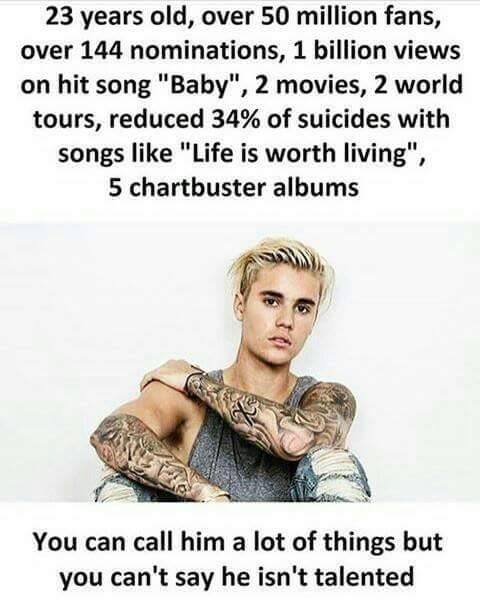 23 years old, over 50 million fans,
over 144 nominations, 1 billion views
on hit song "Baby", 2 movies, 2 world
tours, reduced 34% of suicides with
songs like "Life is worth living",
5 chartbuster albums
You can call him a lot of things but
you can't say he isn't talented